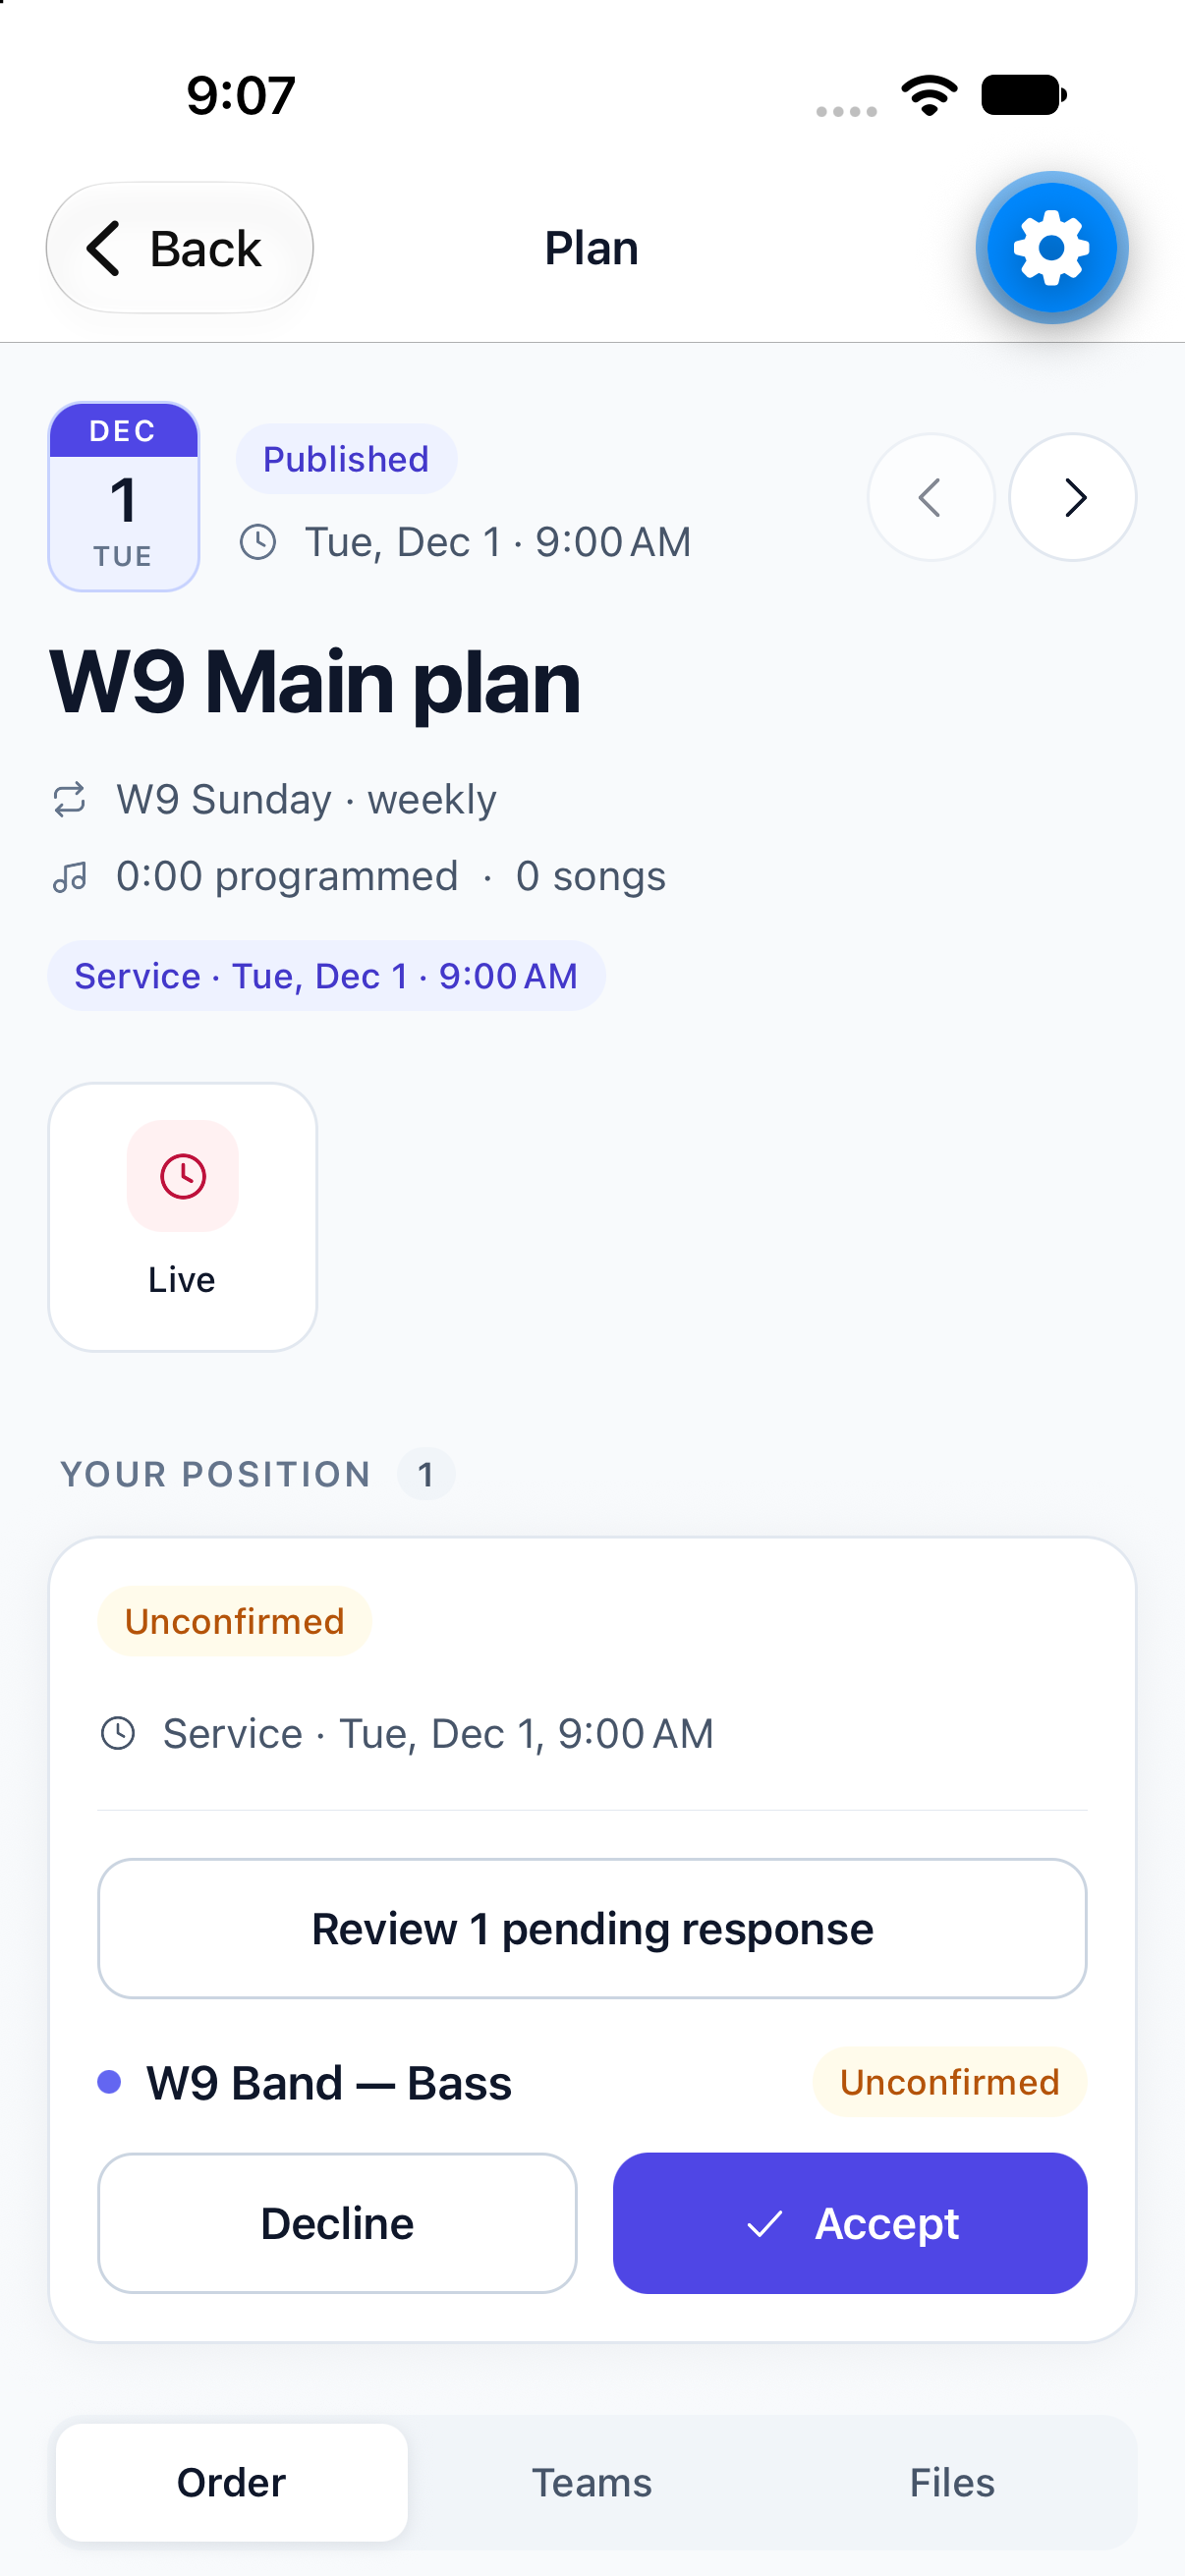 9:07
Back
Plan
DEC
1
TUE
Published
Tue, Dec 1 · 9:00 AM
W9 Main plan
W9 Sunday · weekly
0:00 programmed · 0 songs
Service · Tue, Dec 1 · 9:00 AM
Live
YOUR POSITION 1
Unconfirmed
Service · Tue, Dec 1, 9:00 AM
Review 1 pending response
W9 Band — Bass Unconfirmed
Decline Accept
Order Teams Files